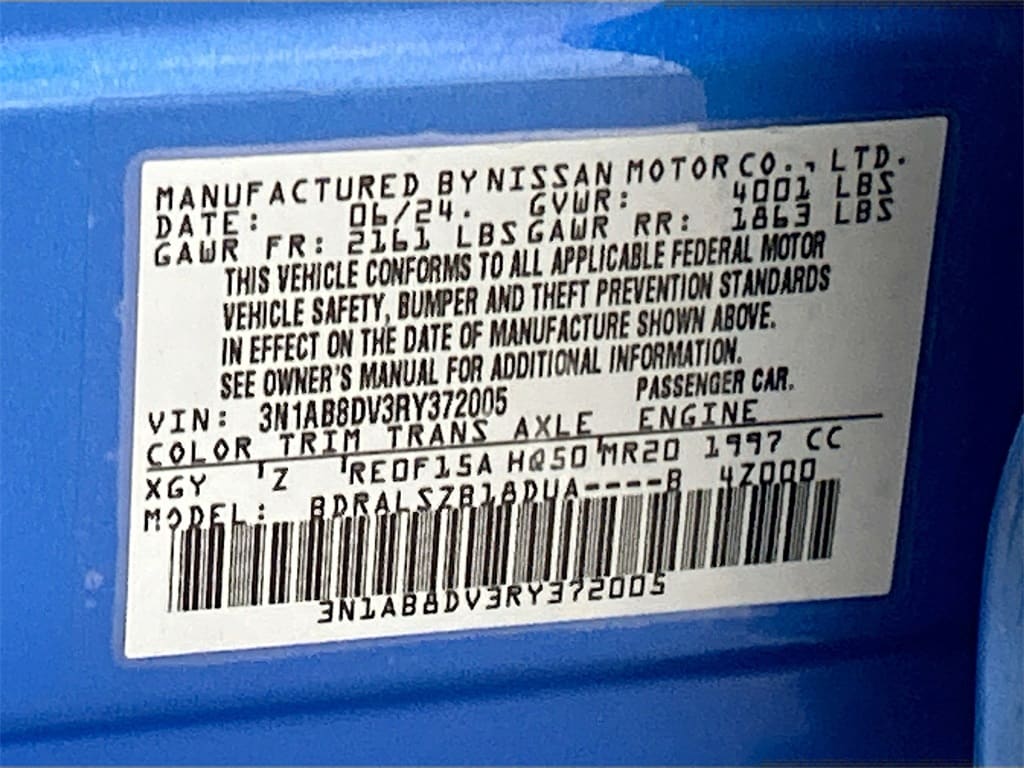 MANUFACTURED BY NISSAN MOTOR CO., LTD.
DATE: 06/24. GVWR: 4001 LBS
GAWR FR: 2161 LBS GAWR RR: 1863 LBS
THIS VEHICLE CONFORMS TO ALL APPLICABLE FEDERAL MOTOR
VEHICLE SAFETY, BUMPER AND THEFT PREVENTION STANDARDS
IN EFFECT ON THE DATE OF MANUFACTURE SHOWN ABOVE.
SEE OWNER'S MANUAL FOR ADDITIONAL INFORMATION.
PASSENGER CAR.
VIN: 3N1AB8DV3RY372005
COLOR TRIM TRANS AXLE ENGINE
XGY Z RE0F15A HQ50 MR20 1997 CC
MODEL: BDRALSZB18DUA----B 4Z000
3N1AB8DV3RY372005